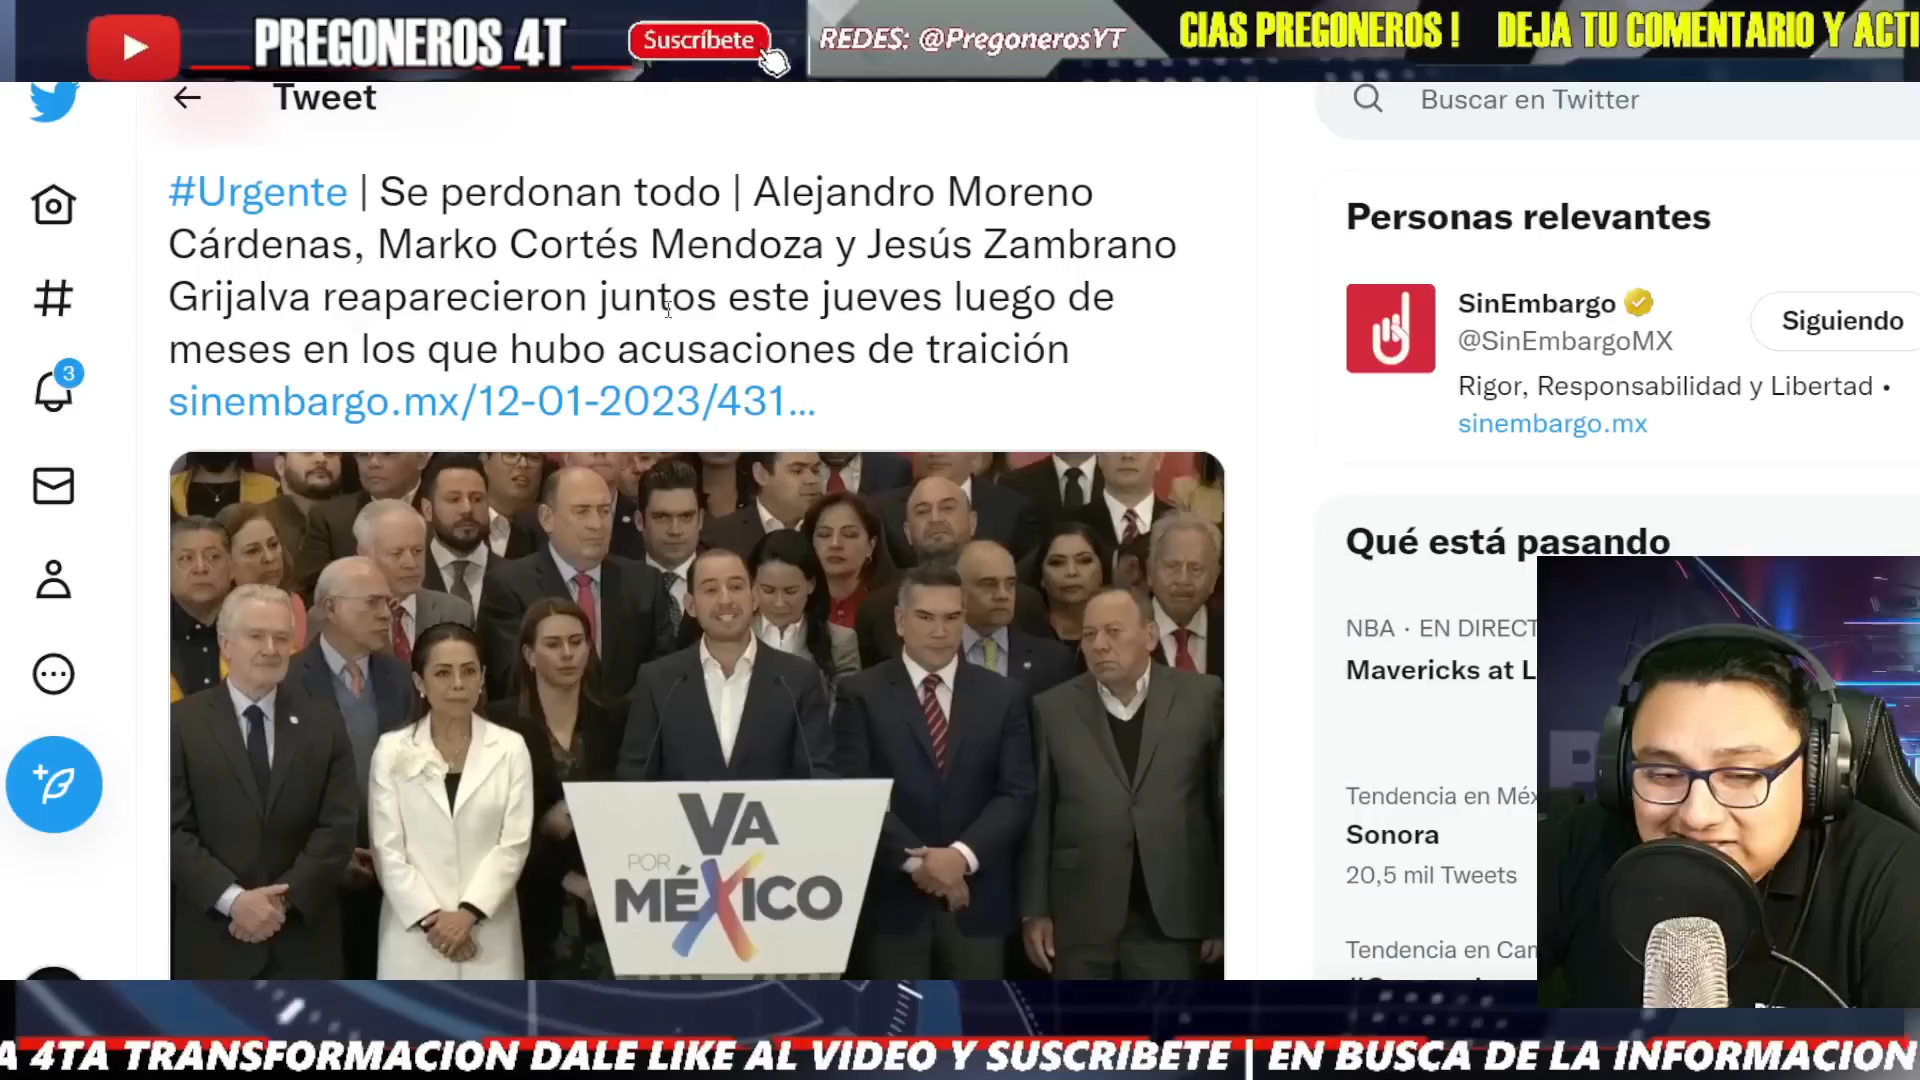 PREGONEROS 4T
Suscríbete
REDES: @PregonerosYT
CIAS PREGONEROS ! DEJA TU COMENTARIO Y ACTI
Tweet
Buscar en Twitter
#Urgente | Se perdonan todo | Alejandro Moreno
Cárdenas, Marko Cortés Mendoza y Jesús Zambrano
Grijalva reaparecieron juntos este jueves luego de
meses en los que hubo acusaciones de traición
sinembargo.mx/12-01-2023/431...
3
Personas relevantes
SinEmbargo
@SinEmbargoMX
Siguiendo
Rigor, Responsabilidad y Libertad •
sinembargo.mx
Qué está pasando
NBA · EN DIRECT
Mavericks at L
Tendencia en Méx
Sonora
20,5 mil Tweets
Tendencia en Cam
VA
POR
MÉXICO
A 4TA TRANSFORMACION DALE LIKE AL VIDEO Y SUSCRIBETE | EN BUSCA DE LA INFORMACION